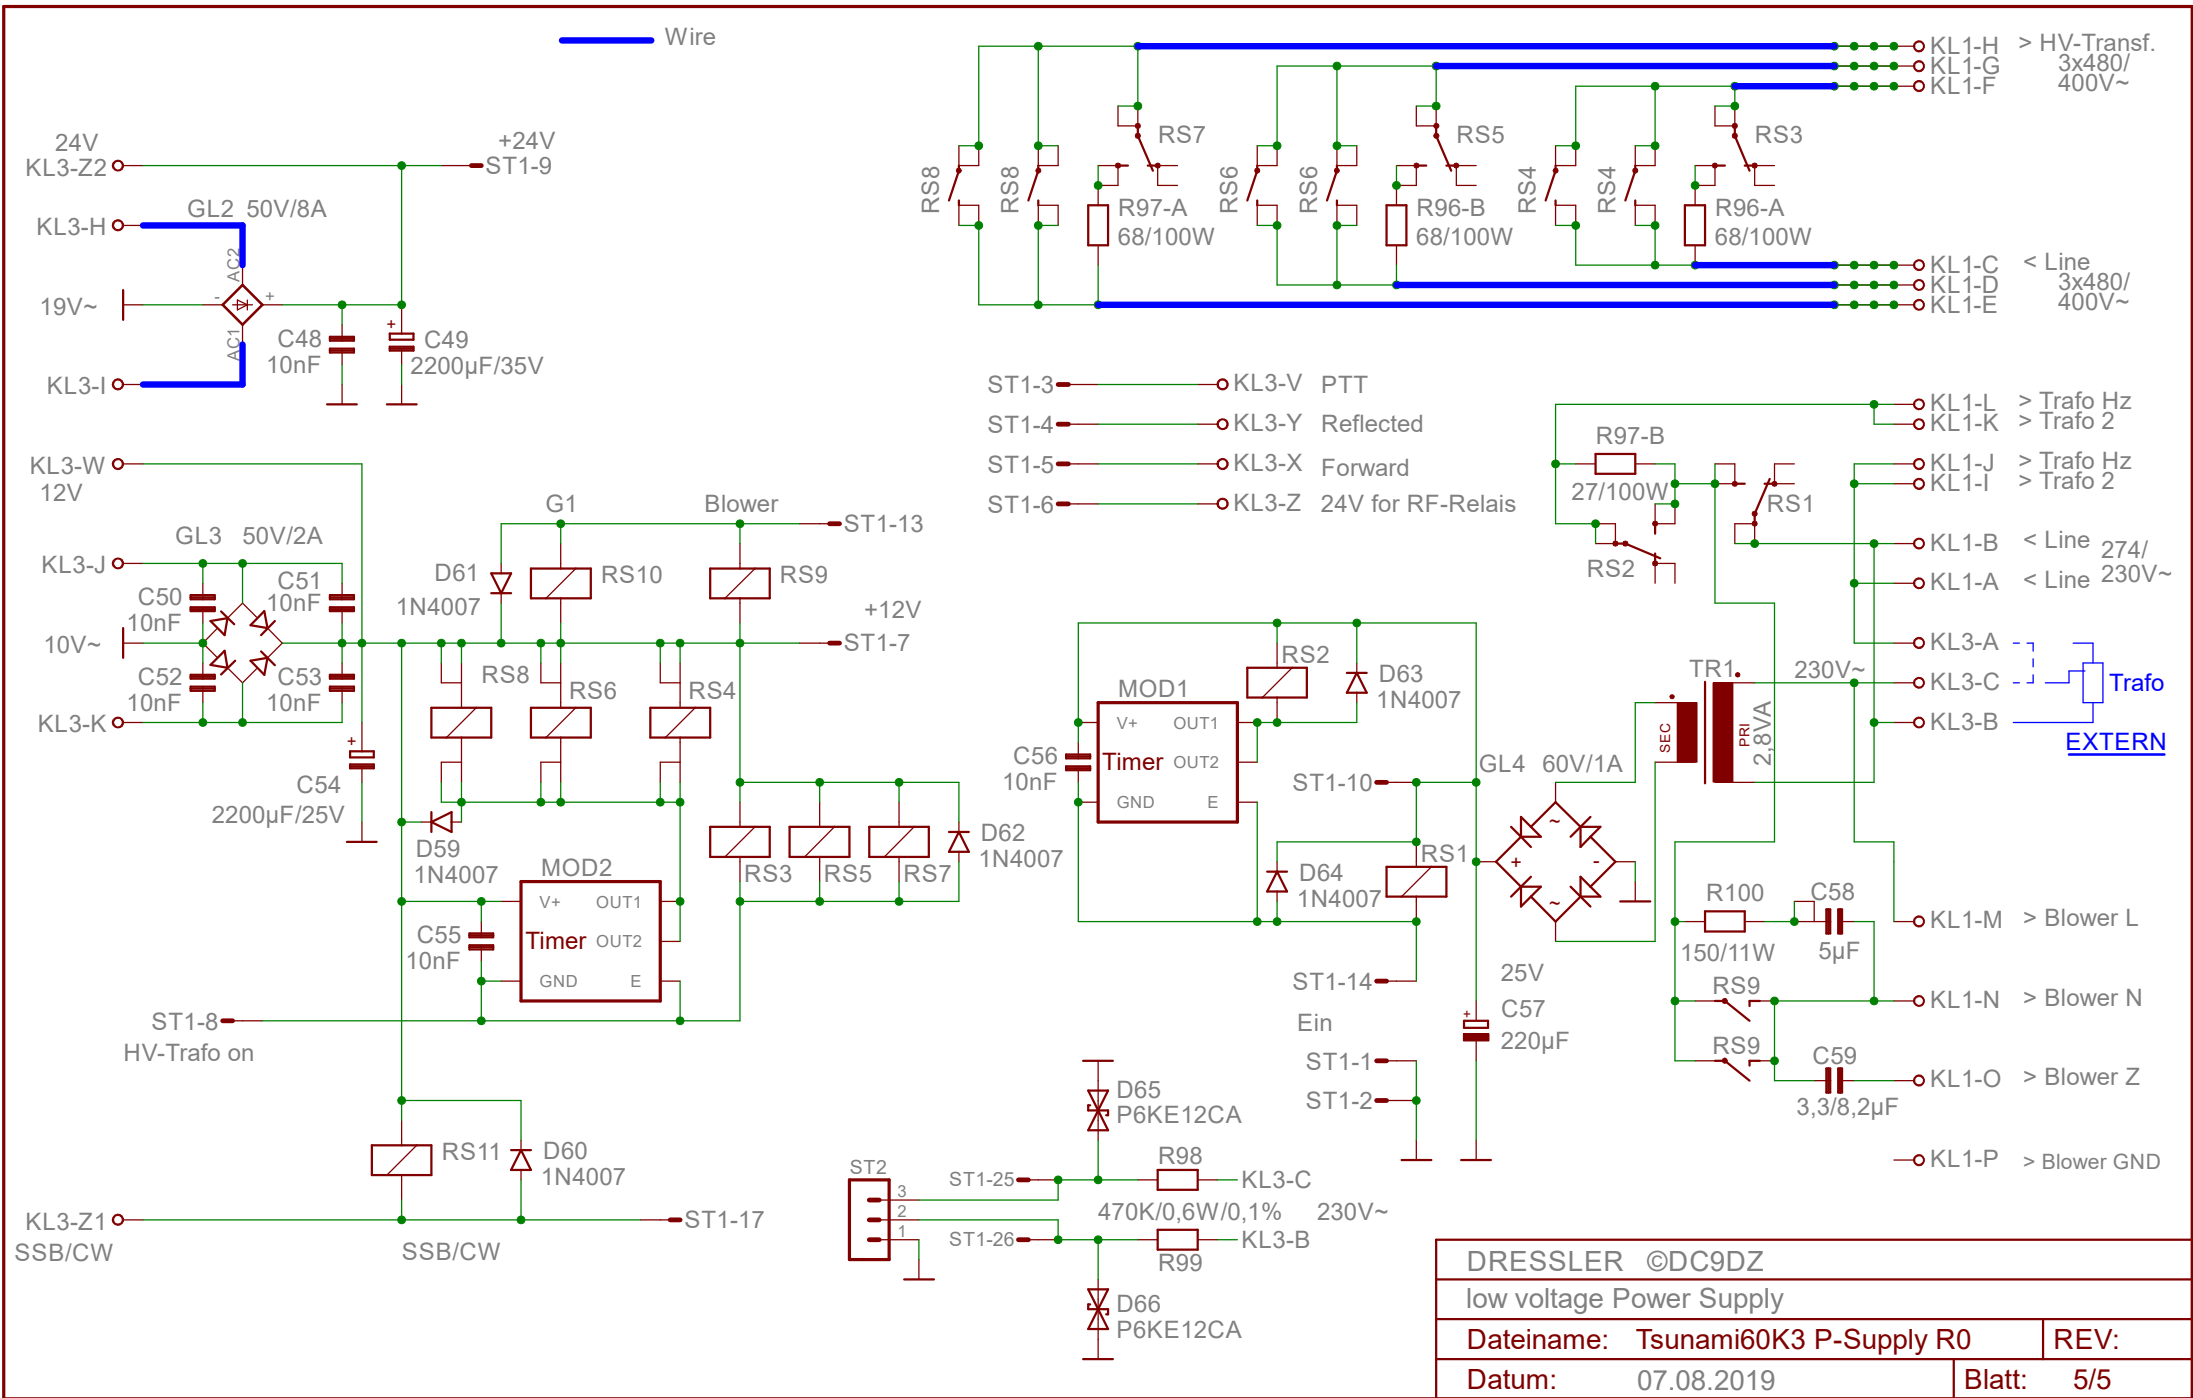 Wire
KL1-H > HV-Transf.
KL1-G 3x480/
KL1-F 400V~
RS8
RS8
RS7
R97-A
68/100W
RS6
RS6
RS5
R96-B
68/100W
RS4
RS4
RS3
R96-A
68/100W
KL1-C < Line
KL1-D 3x480/
KL1-E 400V~
24V
KL3-Z2
+24V
ST1-9
GL2 50V/8A
KL3-H
AC2
19V~
- +
AC1
KL3-I
C48
10nF
+
C49
2200µF/35V
ST1-3 KL3-V PTT
ST1-4 KL3-Y Reflected
ST1-5 KL3-X Forward
ST1-6 KL3-Z 24V for RF-Relais
KL1-L > Trafo Hz
KL1-K > Trafo 2
R97-B
27/100W
RS2
RS1
KL1-J > Trafo Hz
KL1-I > Trafo 2
KL1-B < Line
KL1-A < Line
274/
230V~
KL3-W
12V
GL3 50V/2A
KL3-J
C50
10nF
C51
10nF
10V~
C52
10nF
C53
10nF
KL3-K
+
C54
2200µF/25V
G1
Blower
ST1-13
D61
1N4007
RS10
RS9
+12V
ST1-7
RS8
RS6
RS4
D59
1N4007
MOD2
V+ OUT1
Timer OUT2
GND E
C55
10nF
RS3
RS5
RS7
D62
1N4007
ST1-8
HV-Trafo on
MOD1
V+ OUT1
Timer OUT2
GND E
C56
10nF
RS2
D63
1N4007
ST1-10
D64
1N4007
RS1
ST1-14
Ein
ST1-1
ST1-2
GL4 60V/1A
~
+ -
~
25V
+
C57
220µF
TR1
SEC
PRI
2,8VA
230V~
KL3-A
KL3-C
KL3-B
Trafo
EXTERN
R100
150/11W
C58
5µF
KL1-M > Blower L
RS9
KL1-N > Blower N
RS9
C59
3,3/8,2µF
KL1-O > Blower Z
KL1-P > Blower GND
RS11
D60
1N4007
KL3-Z1
SSB/CW
SSB/CW
ST1-17
D65
P6KE12CA
ST2
3
2
1
ST1-25
R98
KL3-C
470K/0,6W/0,1% 230V~
ST1-26
R99
KL3-B
D66
P6KE12CA
DRESSLER ©DC9DZ
low voltage Power Supply
Dateiname: Tsunami60K3 P-Supply R0 REV:
Datum: 07.08.2019 Blatt: 5/5